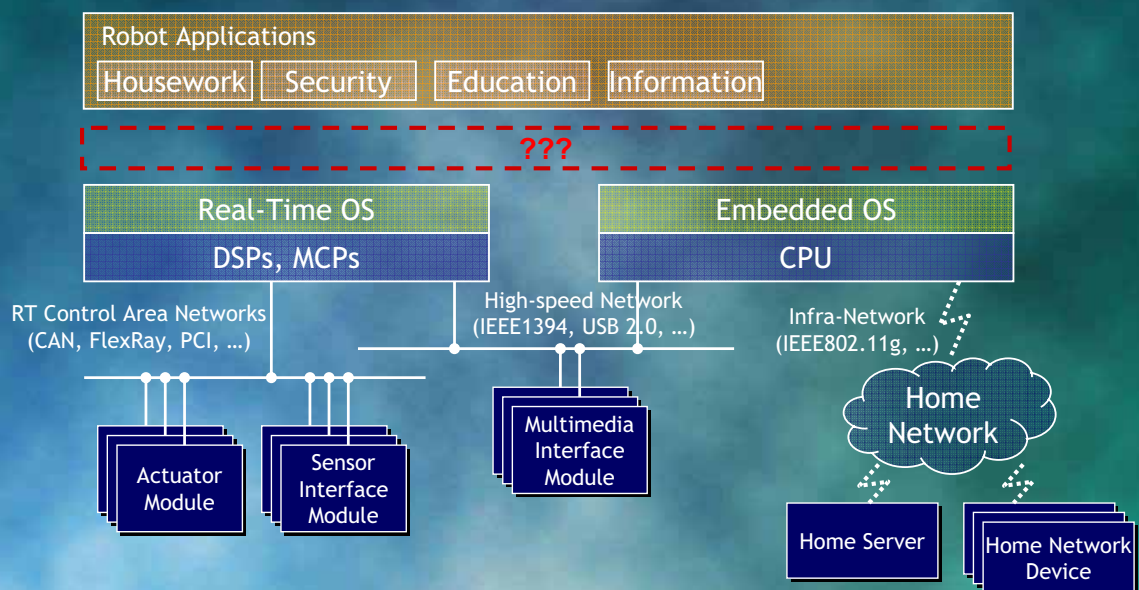 Robot Applications
Housework Security Education Information
???
Real-Time OS
DSPs, MCPs
Embedded OS
CPU
RT Control Area Networks
(CAN, FlexRay, PCI, …)
High-speed Network
(IEEE1394, USB 2.0, …)
Infra-Network
(IEEE802.11g, …)
Actuator
Module
Sensor
Interface
Module
Multimedia
Interface
Module
Home
Network
Home Server
Home Network
Device